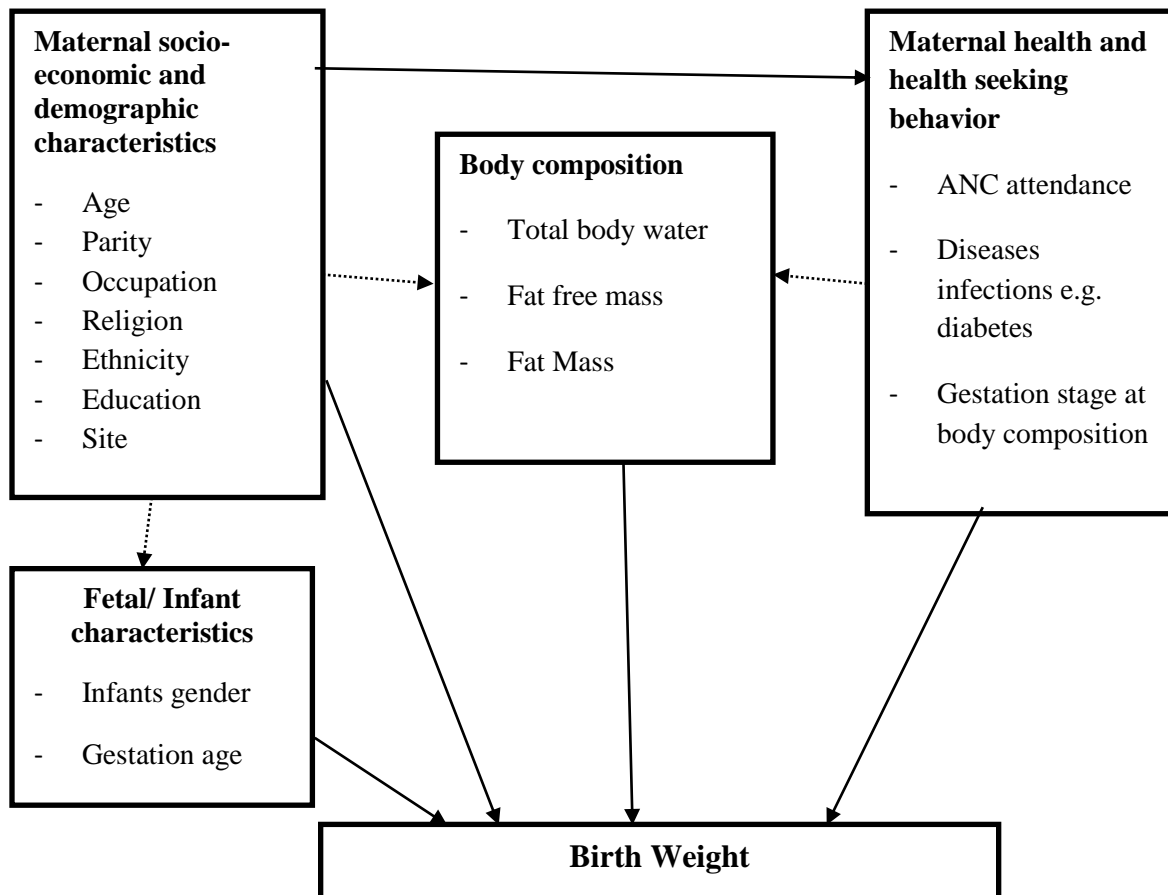 Maternal socio-
economic and
demographic
characteristics
- Age
- Parity
- Occupation
- Religion
- Ethnicity
- Education
- Site
Body composition
- Total body water
- Fat free mass
- Fat Mass
Maternal health and
health seeking
behavior
- ANC attendance
- Diseases
infections e.g.
diabetes
- Gestation stage at
body composition
Fetal/ Infant
characteristics
- Infants gender
- Gestation age
Birth Weight